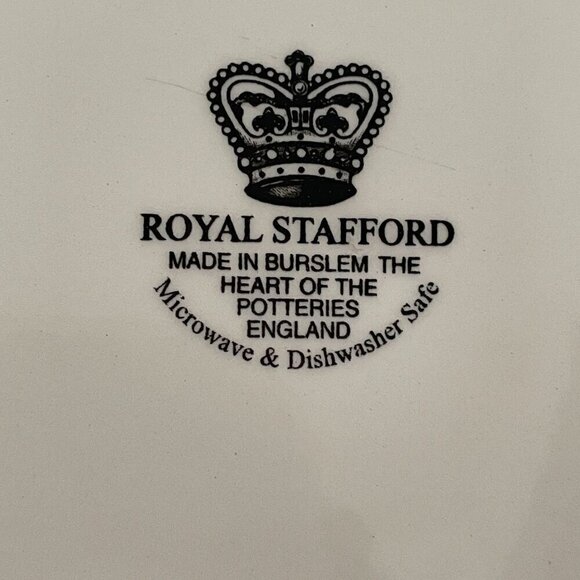 ROYAL STAFFORD
MADE IN BURSLEM THE
HEART OF THE
POTTERIES
ENGLAND
Microwave & Dishwasher Safe